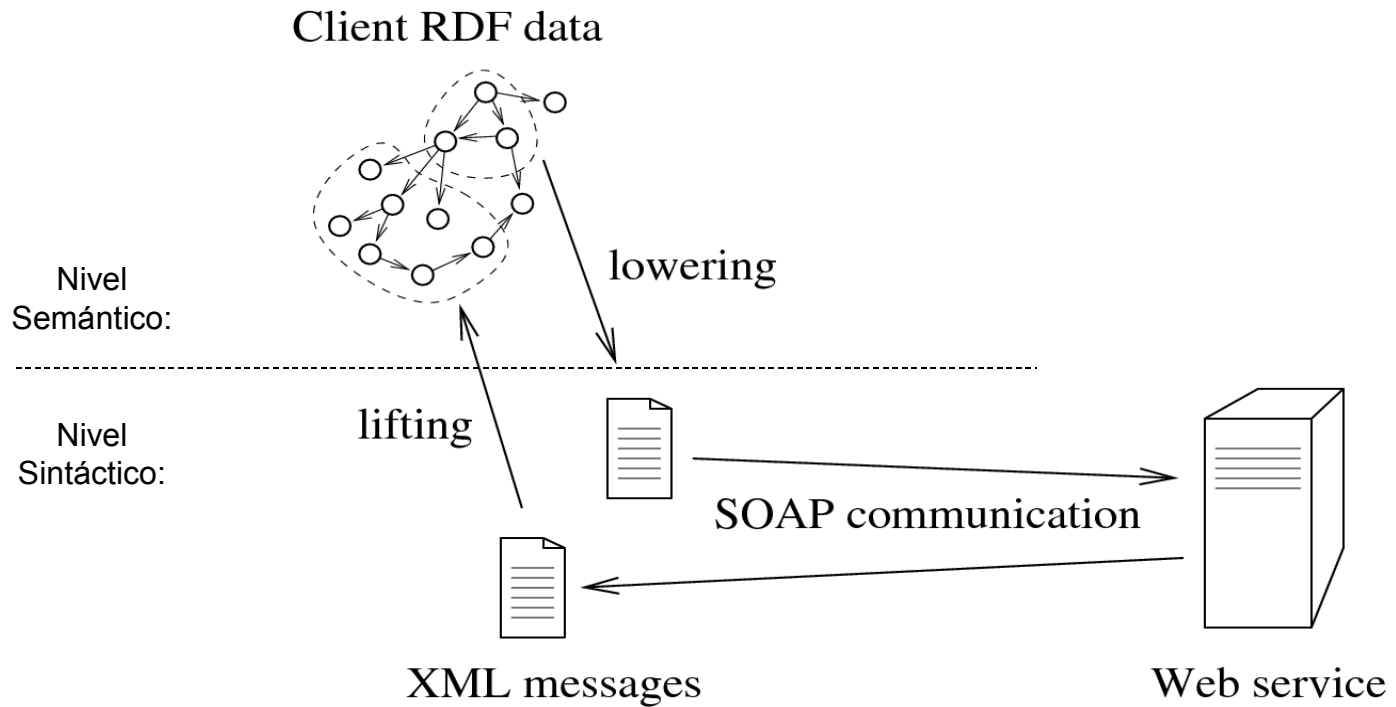 Client RDF data
lowering
Nivel
Semántico:
lifting
Nivel
Sintáctico:
SOAP communication
XML messages
Web service